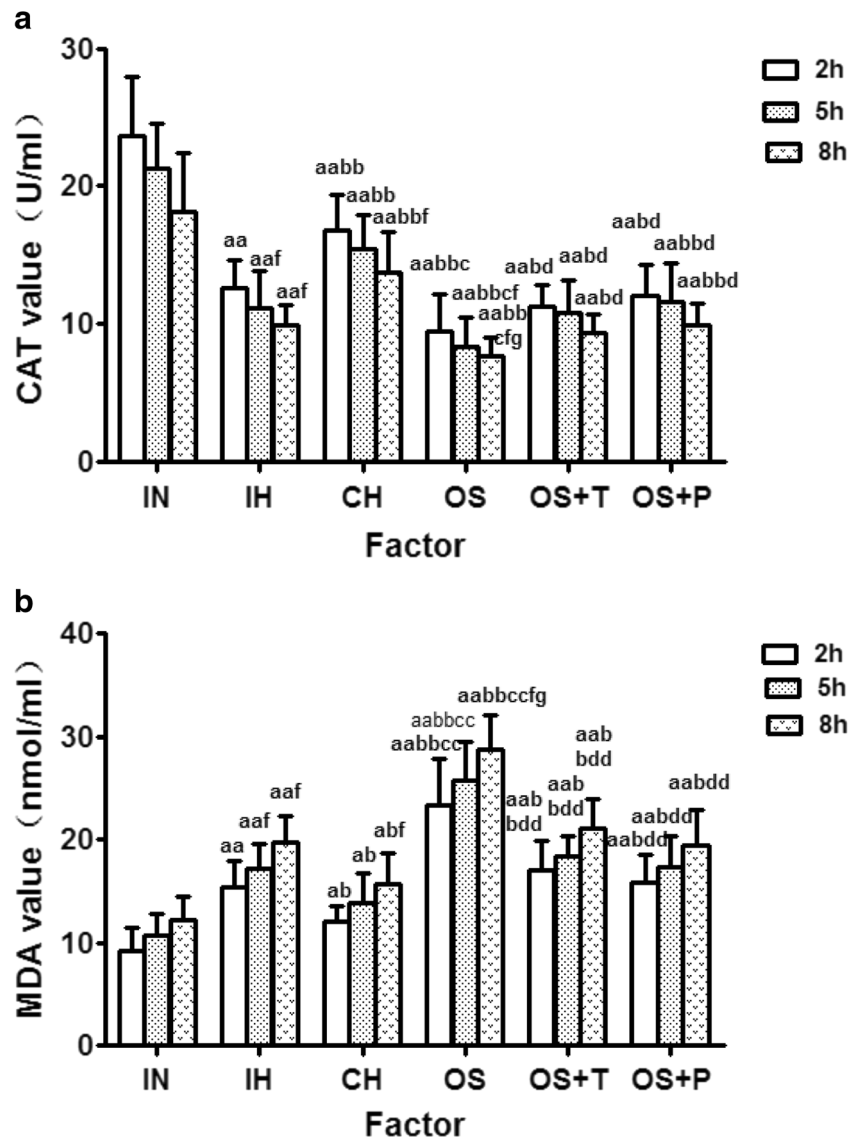 a
CAT value（U/ml）
30
20
10
0
aa
aaf
aaf
aabb
aabb
aabbf
aabbc
aabbcf
aabb
cfg
aabd
aabd
aabd
aabd
aabbd
aabbd
2h
5h
8h
IN IH CH OS OS+T OS+P
Factor
b
MDA value（nmol/ml）
40
30
20
10
0
aa
aaf
aaf
ab
ab
abf
aabbcc
aabbcc
aabbccfg
aab
bdd
aab
bdd
aab
bdd
aabdd
aabdd
aabdd
2h
5h
8h
IN IH CH OS OS+T OS+P
Factor